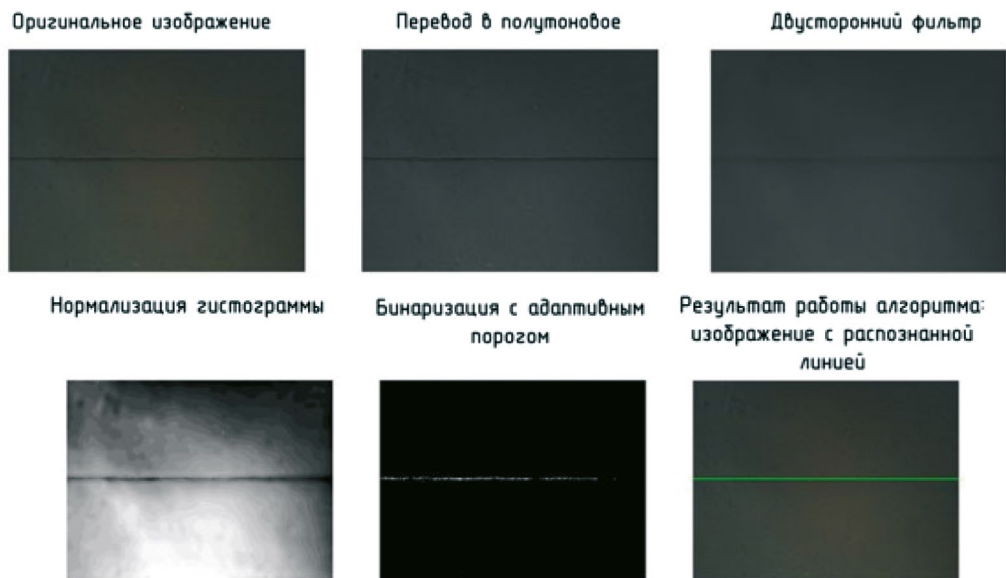 Оригинальное изображение
Перевод в полутоновое
Двусторонний фильтр
Нормализация гистограммы
Бинаризация с адаптивным
порогом
Результат работы алгоритма:
изображение с распознанной
линией